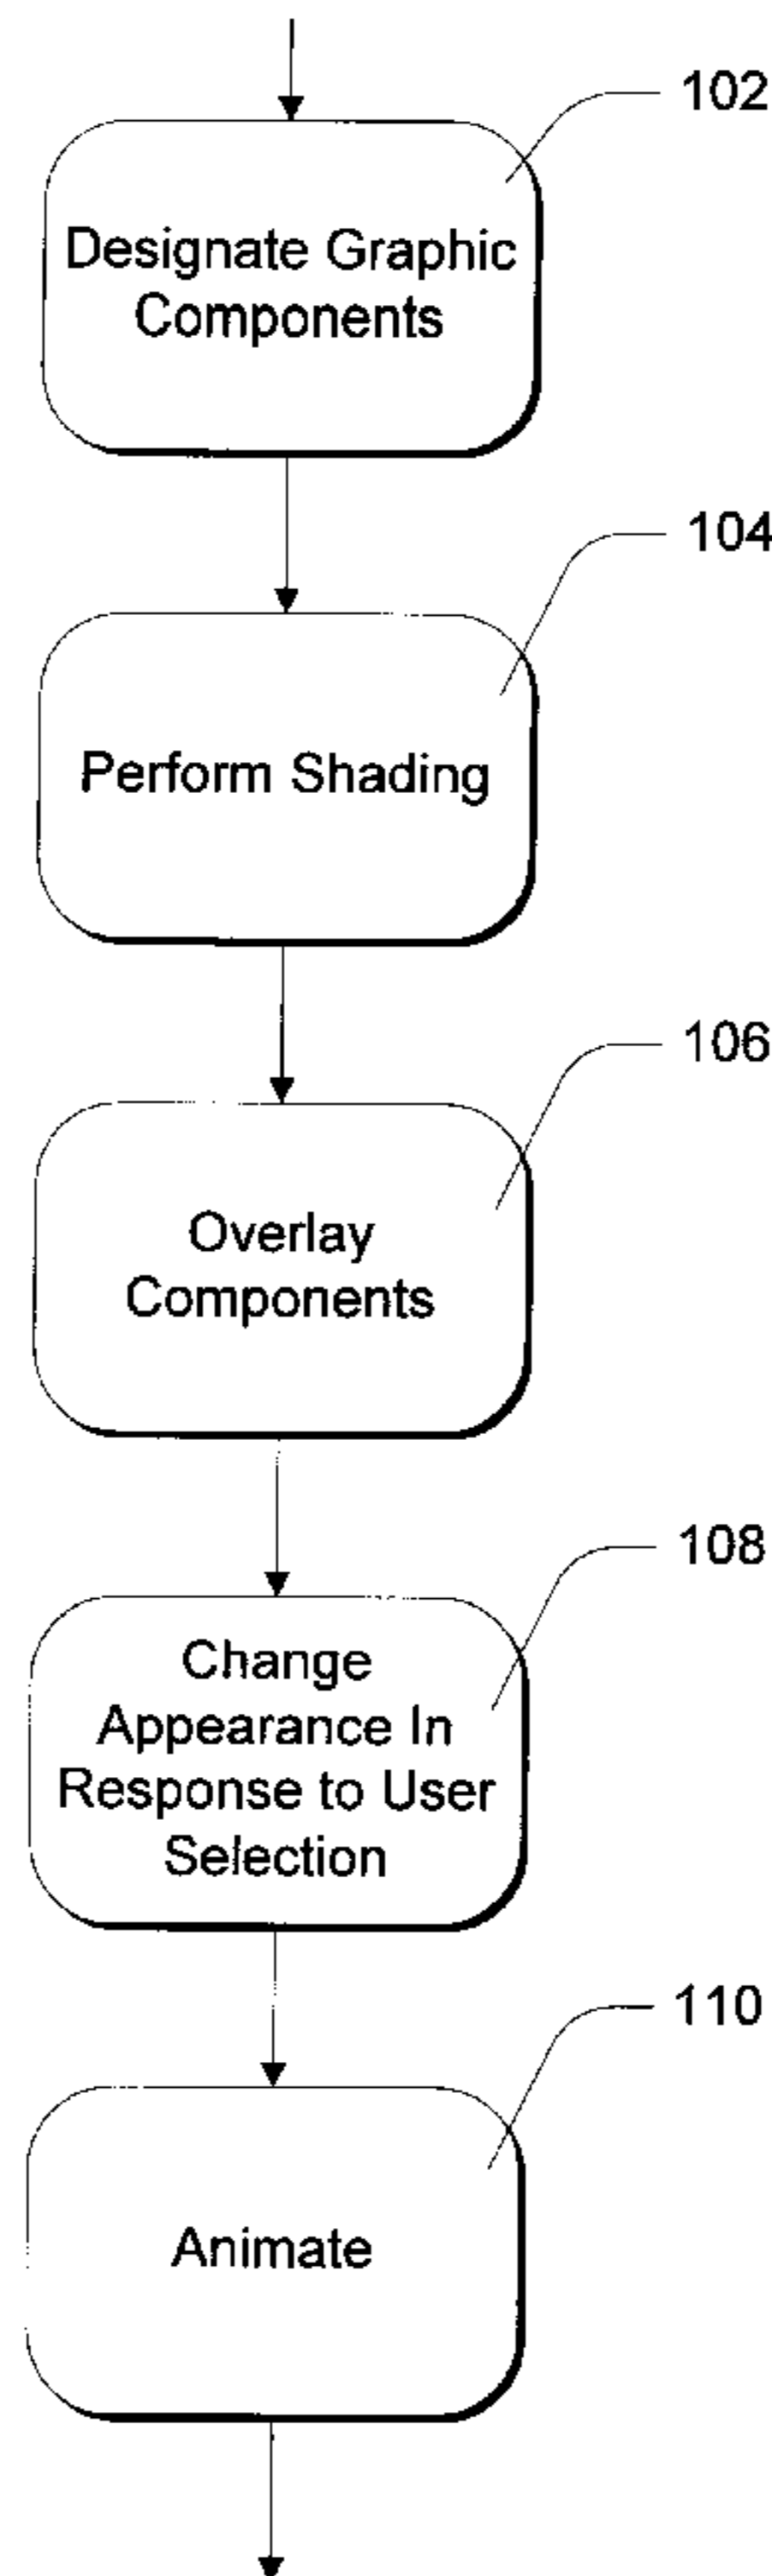 102
Designate Graphic
Components
104
Perform Shading
106
Overlay
Components
108
Change
Appearance In
Response to User
Selection
110
Animate